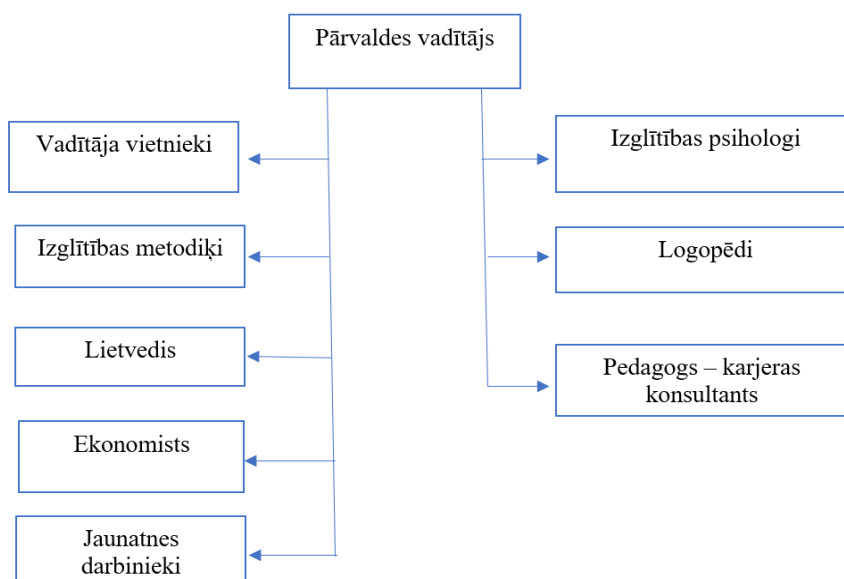 Pārvaldes vadītājs
Vadītāja vietnieki
Izglītības metodiķi
Lietvedis
Ekonomists
Jaunatnes
darbinieki
Izglītības psihologi
Logopēdi
Pedagogs – karjeras
konsultants